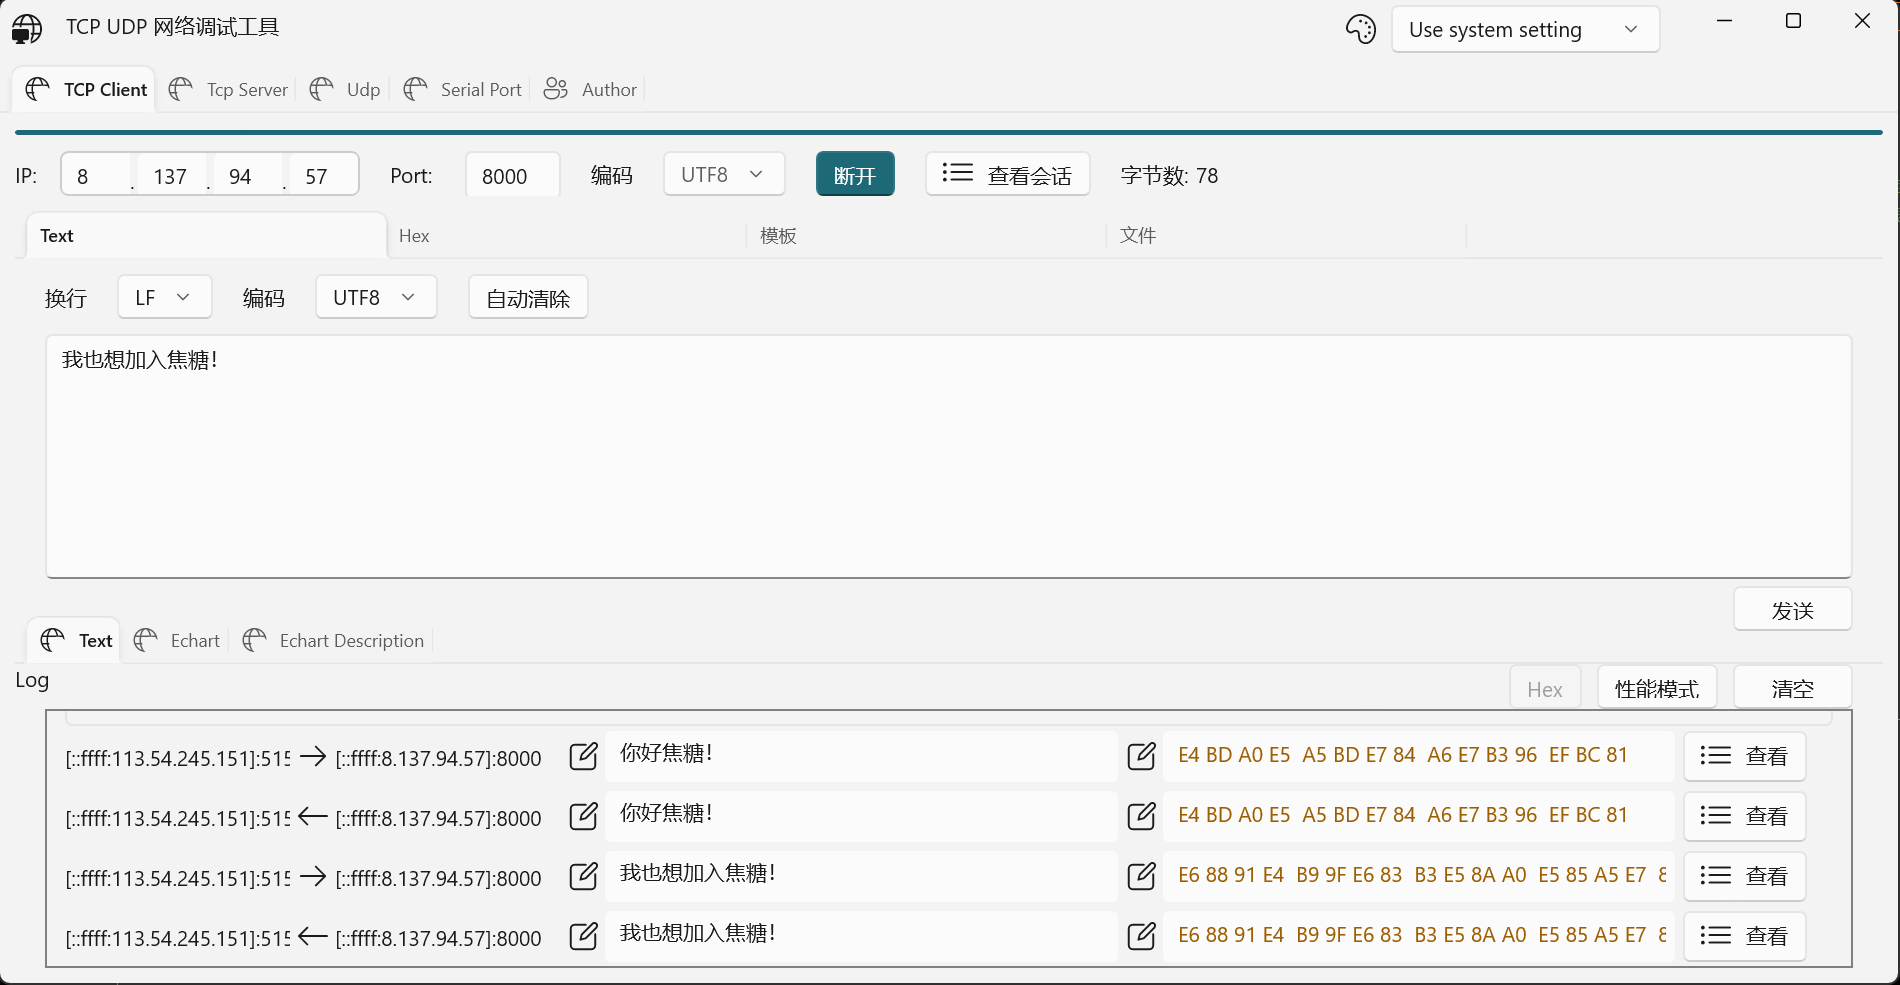 TCP UDP 网络调试工具
Use system setting
TCP Client Tcp Server Udp Serial Port Author
IP: 8 . 137 . 94 . 57 Port: 8000 编码 UTF8 断开 查看会话 字节数: 78
Text Hex 模板 文件
换行 LF 编码 UTF8 自动清除
我也想加入焦糖！
发送
Text Echart Echart Description
Log Hex 性能模式 清空
[::ffff:113.54.245.151]:515 → [::ffff:8.137.94.57]:8000 你好焦糖！ E4 BD A0 E5 A5 BD E7 84 A6 E7 B3 96 EF BC 81 查看
[::ffff:113.54.245.151]:515 ← [::ffff:8.137.94.57]:8000 你好焦糖！ E4 BD A0 E5 A5 BD E7 84 A6 E7 B3 96 EF BC 81 查看
[::ffff:113.54.245.151]:515 → [::ffff:8.137.94.57]:8000 我也想加入焦糖！ E6 88 91 E4 B9 9F E6 83 B3 E5 8A A0 E5 85 A5 E7 8 查看
[::ffff:113.54.245.151]:515 ← [::ffff:8.137.94.57]:8000 我也想加入焦糖！ E6 88 91 E4 B9 9F E6 83 B3 E5 8A A0 E5 85 A5 E7 8 查看